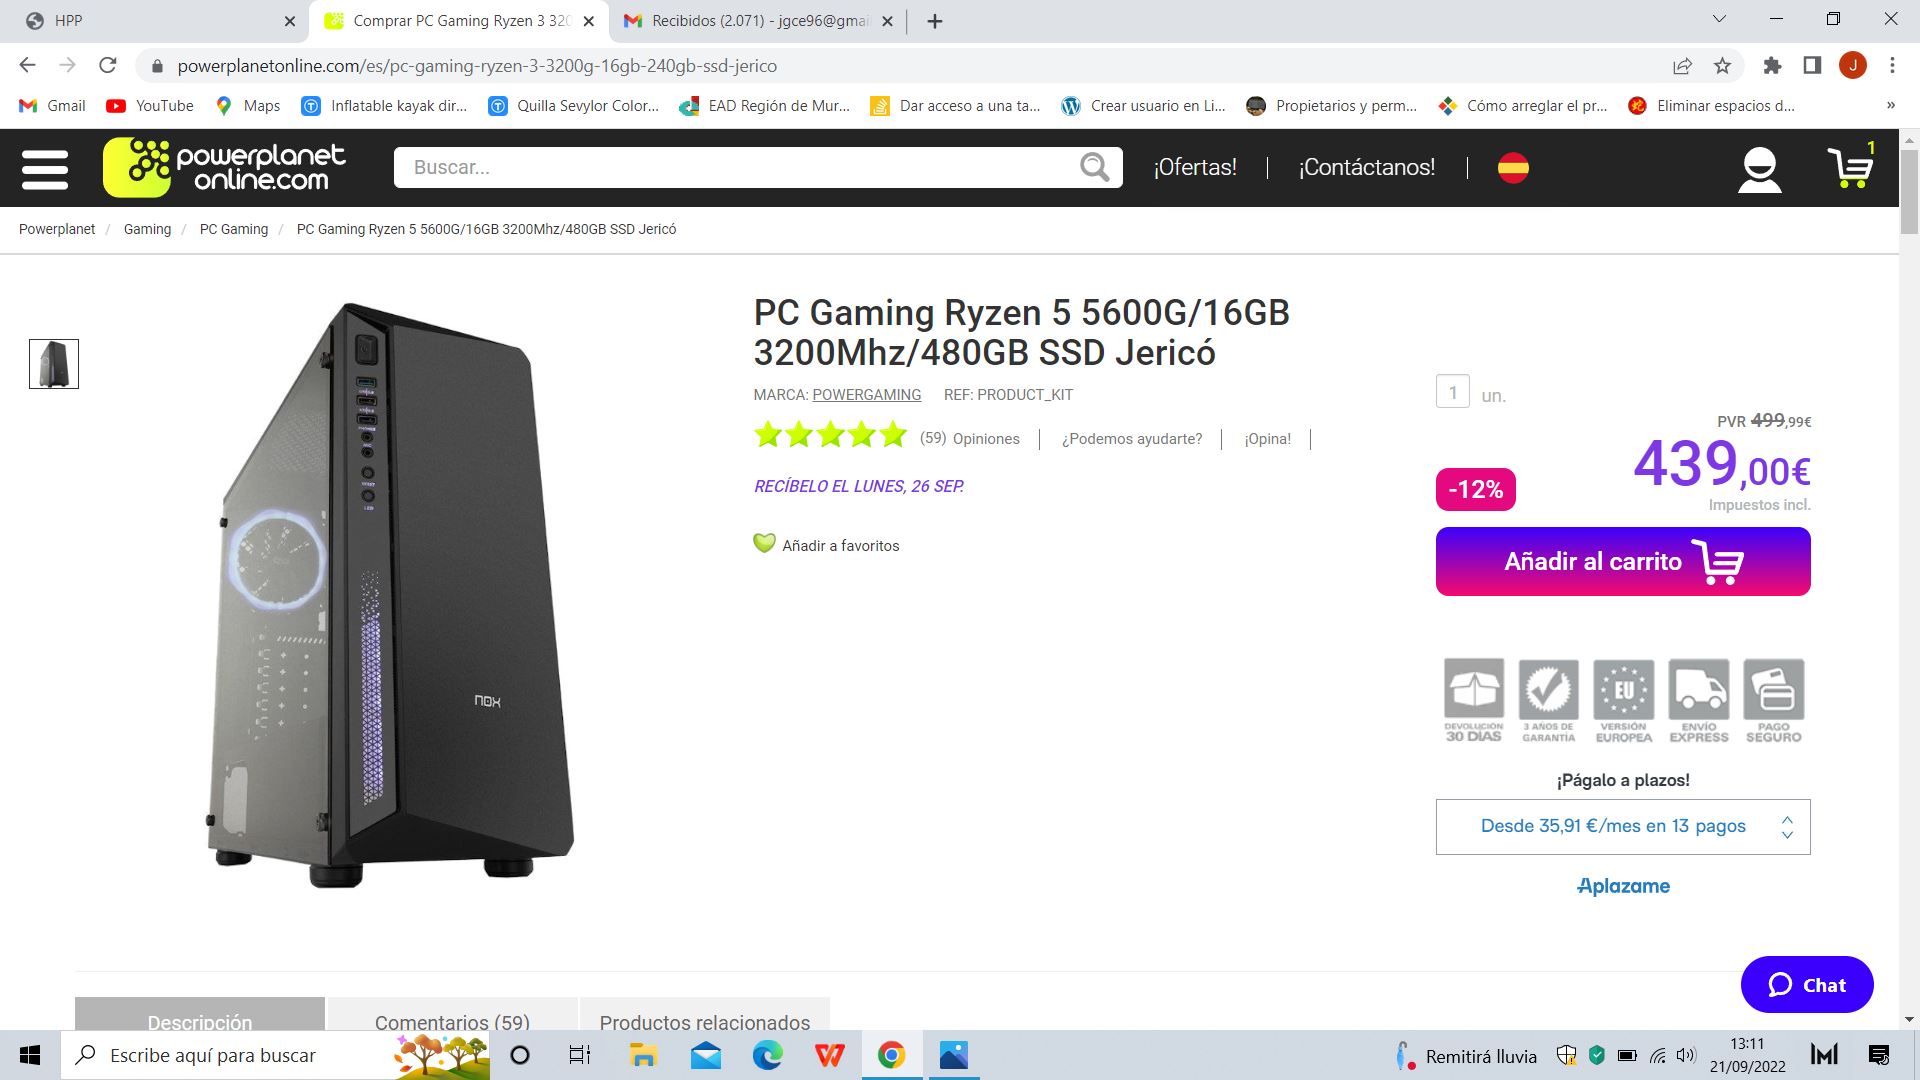 HPP
Comprar PC Gaming Ryzen 3 320
Recibidos (2.071) - jgce96@gmai
powerplanetonline.com/es/pc-gaming-ryzen-3-3200g-16gb-240gb-ssd-jerico
J
Gmail
YouTube
Maps
Inflatable kayak dir...
Quilla Sevylor Color...
EAD Región de Mur...
Dar acceso a una ta...
Crear usuario en Li...
Propietarios y perm...
Cómo arreglar el pr...
Eliminar espacios d...
»
powerplanet
online.com
Buscar...
¡Ofertas!
¡Contáctanos!
1
Powerplanet / Gaming / PC Gaming / PC Gaming Ryzen 5 5600G/16GB 3200Mhz/480GB SSD Jericó
PC Gaming Ryzen 5 5600G/16GB
3200Mhz/480GB SSD Jericó
MARCA: POWERGAMING REF: PRODUCT_KIT
(59) Opiniones
¿Podemos ayudarte?
¡Opina!
RECÍBELO EL LUNES, 26 SEP.
Añadir a favoritos
nox
1 un.
PVR 499,99€
439,00€
-12%
Impuestos incl.
Añadir al carrito
DEVOLUCION
30 DÍAS
3 AÑOS DE
GARANTÍA
EU
VERSIÓN
EUROPEA
ENVÍO
EXPRESS
PAGO
SEGURO
¡Págalo a plazos!
Desde 35,91 €/mes en 13 pagos
Aplazame
Chat
Descripción
Comentarios (59)
Productos relacionados
Escribe aquí para buscar
Remitirá lluvia
13:11
21/09/2022